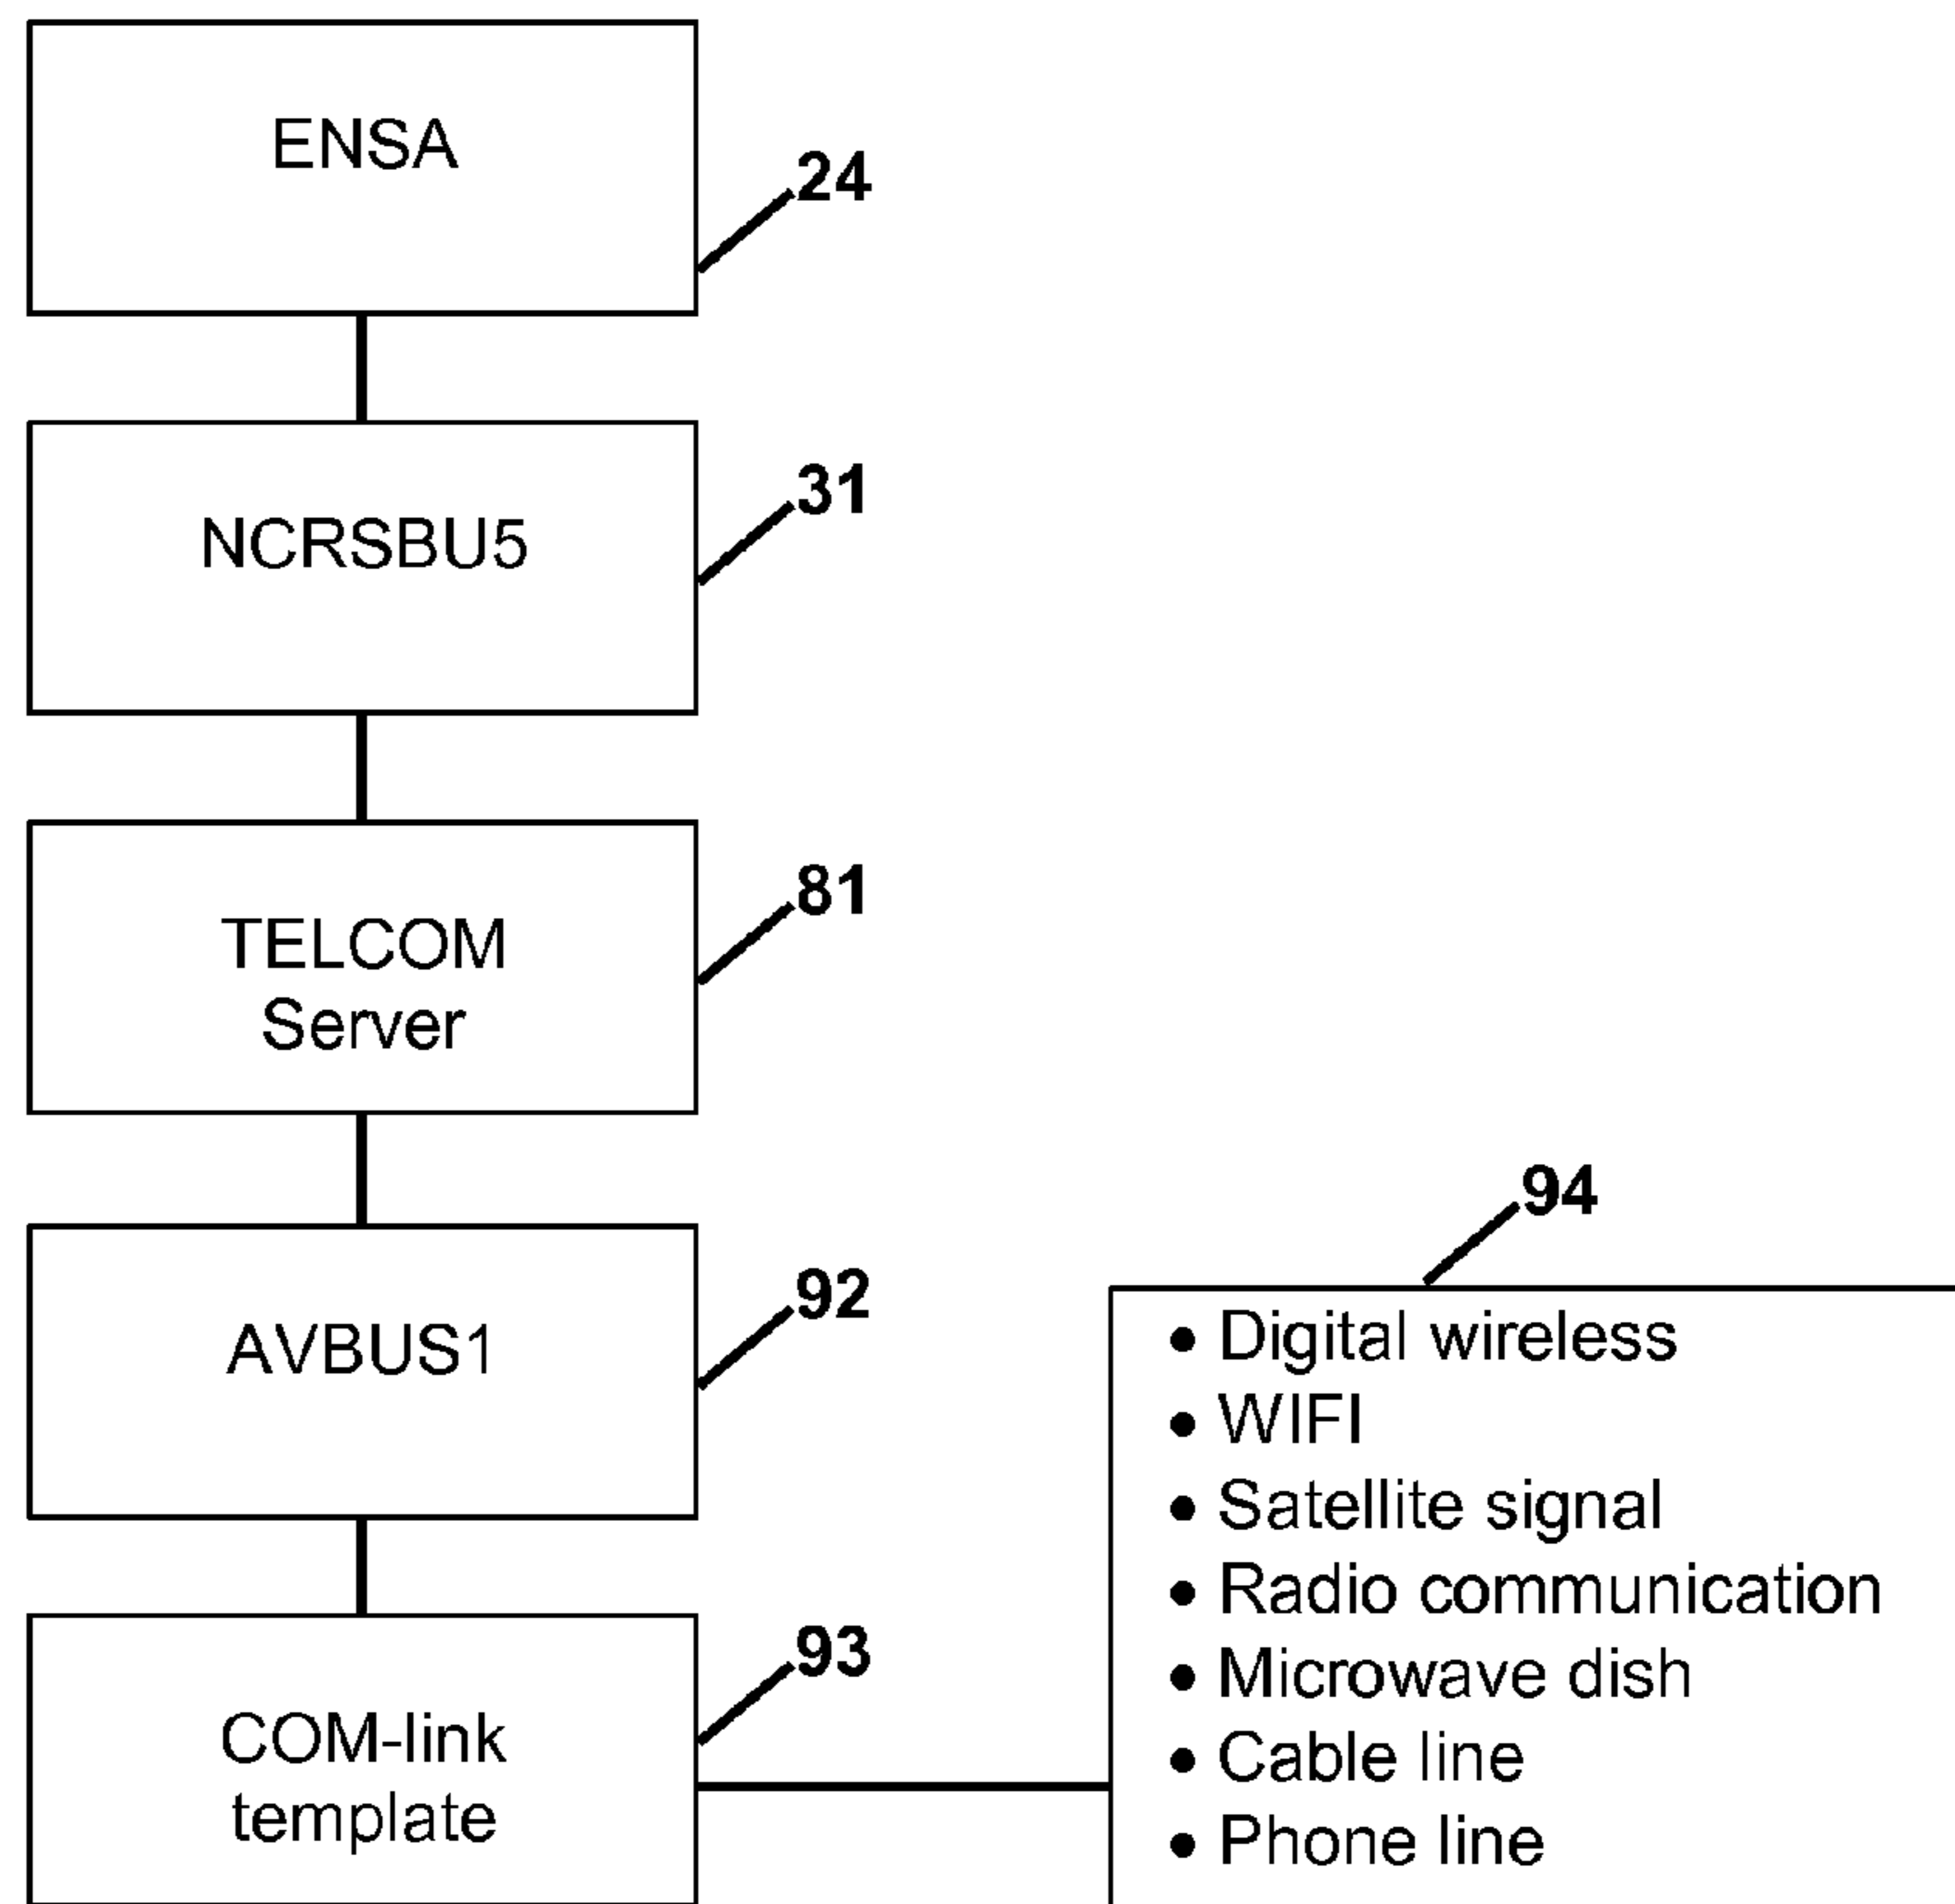 ENSA
24
NCRSBU5
31
TELCOM
Server
81
AVBUS1
92
COM-link
template
93
94
• Digital wireless
• WIFI
• Satellite signal
• Radio communication
• Microwave dish
• Cable line
• Phone line